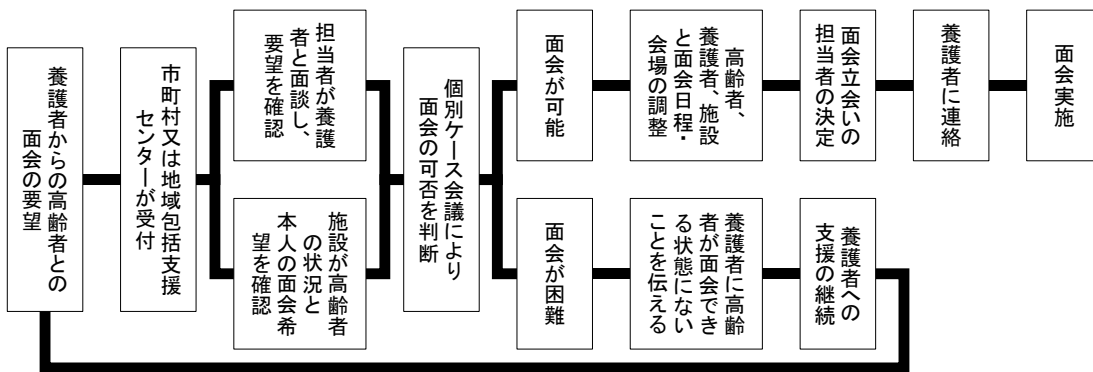 養護者からの高齢者との
面会の要望
市町村又は地域包括支援
センターが受付
担当者が養護
者と面談し、
要望を確認
施設が高齢者
の状況と
本人の面会希
望を確認
個別ケース会議により
面会の可否を判断
面会が可能
高齢者、
養護者、施設
と面会日程・
会場の調整
面会立会いの
担当者の決定
養護者に連絡
面会実施
面会が困難
養護者に高齢
者が面会でき
る状態にない
ことを伝える
養護者への
支援の継続